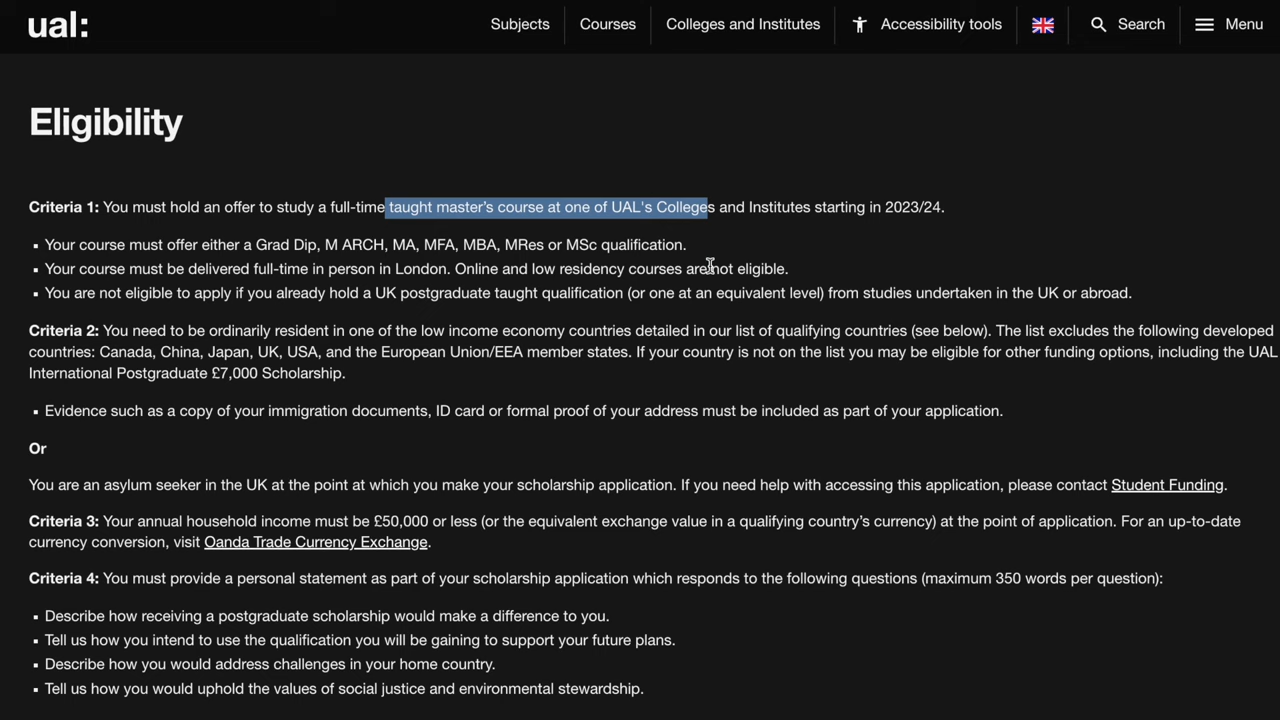 ual:
Subjects
Courses
Colleges and Institutes
Accessibility tools
Search
Menu
Eligibility
Criteria 1: You must hold an offer to study a full-time taught master’s course at one of UAL's Colleges and Institutes starting in 2023/24.
▪ Your course must offer either a Grad Dip, M ARCH, MA, MFA, MBA, MRes or MSc qualification.
▪ Your course must be delivered full-time in person in London. Online and low residency courses are not eligible.
▪ You are not eligible to apply if you already hold a UK postgraduate taught qualification (or one at an equivalent level) from studies undertaken in the UK or abroad.
Criteria 2: You need to be ordinarily resident in one of the low income economy countries detailed in our list of qualifying countries (see below). The list excludes the following developed
countries: Canada, China, Japan, UK, USA, and the European Union/EEA member states. If your country is not on the list you may be eligible for other funding options, including the UAL
International Postgraduate £7,000 Scholarship.
▪ Evidence such as a copy of your immigration documents, ID card or formal proof of your address must be included as part of your application.
Or
You are an asylum seeker in the UK at the point at which you make your scholarship application. If you need help with accessing this application, please contact Student Funding.
Criteria 3: Your annual household income must be £50,000 or less (or the equivalent exchange value in a qualifying country’s currency) at the point of application. For an up-to-date
currency conversion, visit Oanda Trade Currency Exchange.
Criteria 4: You must provide a personal statement as part of your scholarship application which responds to the following questions (maximum 350 words per question):
▪ Describe how receiving a postgraduate scholarship would make a difference to you.
▪ Tell us how you intend to use the qualification you will be gaining to support your future plans.
▪ Describe how you would address challenges in your home country.
▪ Tell us how you would uphold the values of social justice and environmental stewardship.